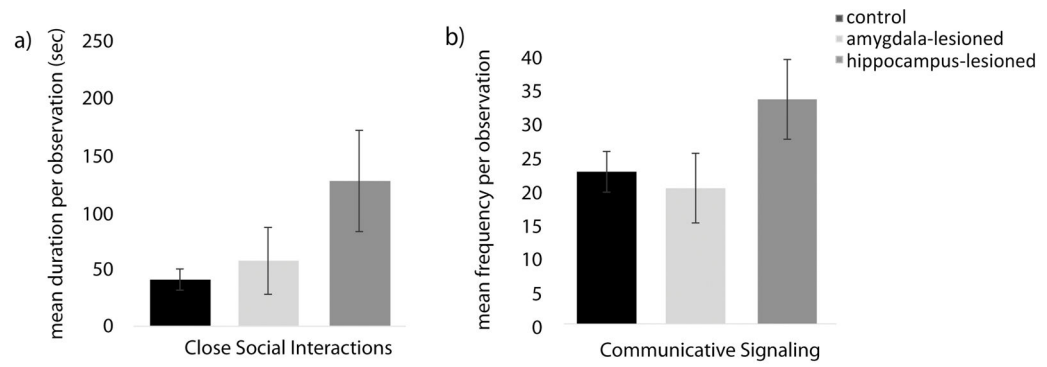 a)
mean duration per observation (sec)
250
200
150
100
50
0
Close Social Interactions
b)
mean frequency per observation
40
35
30
25
20
15
10
5
0
Communicative Signaling
control
amygdala-lesioned
hippocampus-lesioned